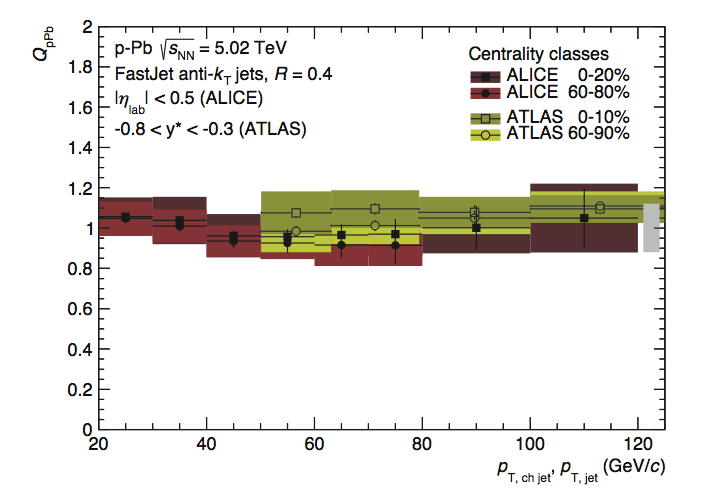 Q_pPb
2
1.8
1.6
1.4
1.2
1
0.8
0.6
0.4
0.2
0
p-Pb √s_NN = 5.02 TeV
FastJet anti-k_T jets, R = 0.4
|η_lab| < 0.5 (ALICE)
-0.8 < y* < -0.3 (ATLAS)
Centrality classes
ALICE 0-20%
ALICE 60-80%
ATLAS 0-10%
ATLAS 60-90%
20 40 60 80 100 120
p_T, ch jet, p_T, jet (GeV/c)